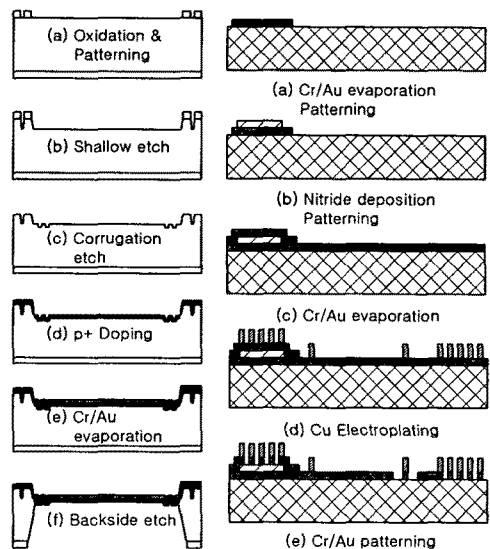 (a) Oxidation &
Patterning
(b) Shallow etch
(c) Corrugation
etch
(d) p+ Doping
(e) Cr/Au
evaporation
(f) Backside etch
(a) Cr/Au evaporation
Patterning
(b) Nitride deposition
Patterning
(c) Cr/Au evaporation
(d) Cu Electroplating
(e) Cr/Au patterning